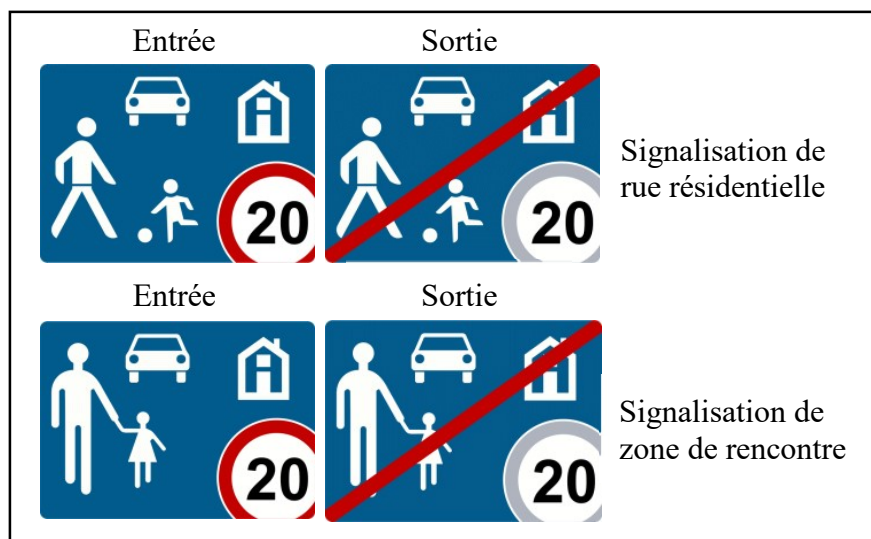 Entrée
Sortie
20
20
Signalisation de
rue résidentielle
Entrée
Sortie
20
20
Signalisation de
zone de rencontre